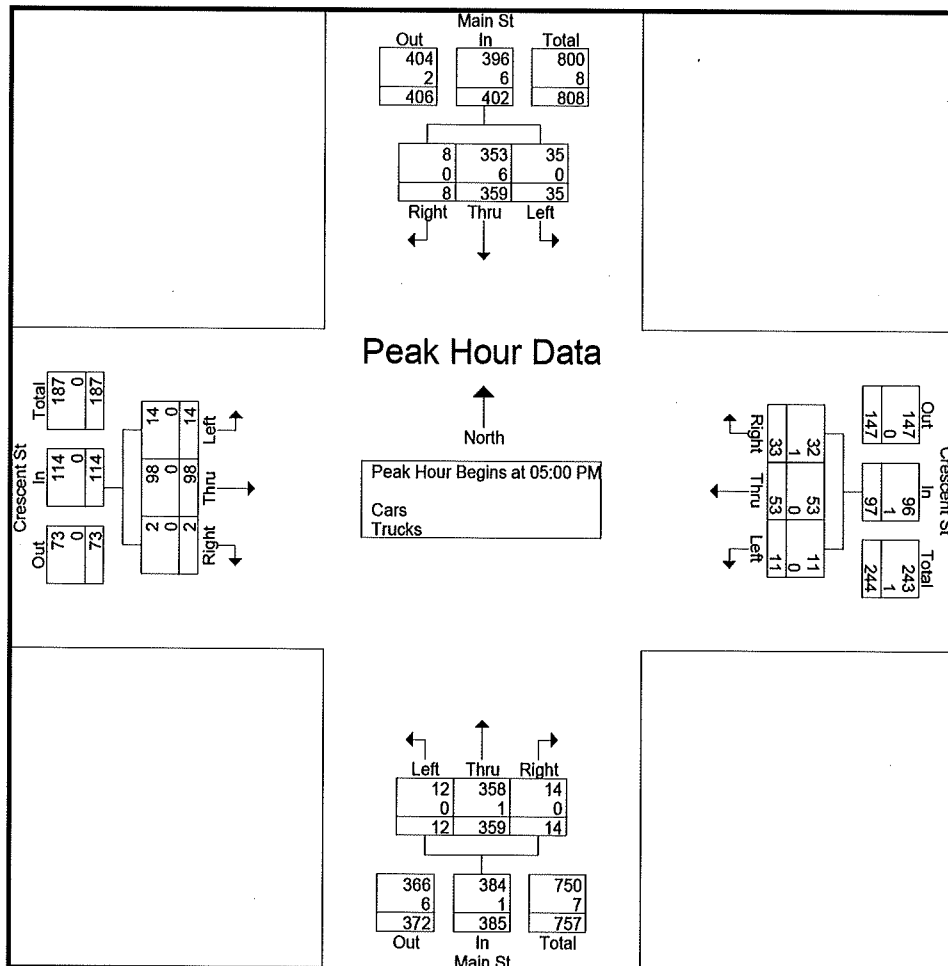 Main St
Out In Total
404 396 800
2 6 8
406 402 808
8 353 35
0 6 0
8 359 35
Right Thru Left
Peak Hour Data
North
Peak Hour Begins at 05:00 PM
Cars
Trucks
Crescent St
Total In Out
187 114 73
0 0 0
187 114 73
Left Thru Right
14 98 2
0 0 0
14 98 2
Crescent St
Out In Total
147 96 243
0 1 1
147 97 244
32 53 11
1 0 0
33 53 11
Right Thru Left
Left Thru Right
12 358 14
0 1 0
12 359 14
366 384 750
6 1 7
372 385 757
Out In Total
Main St